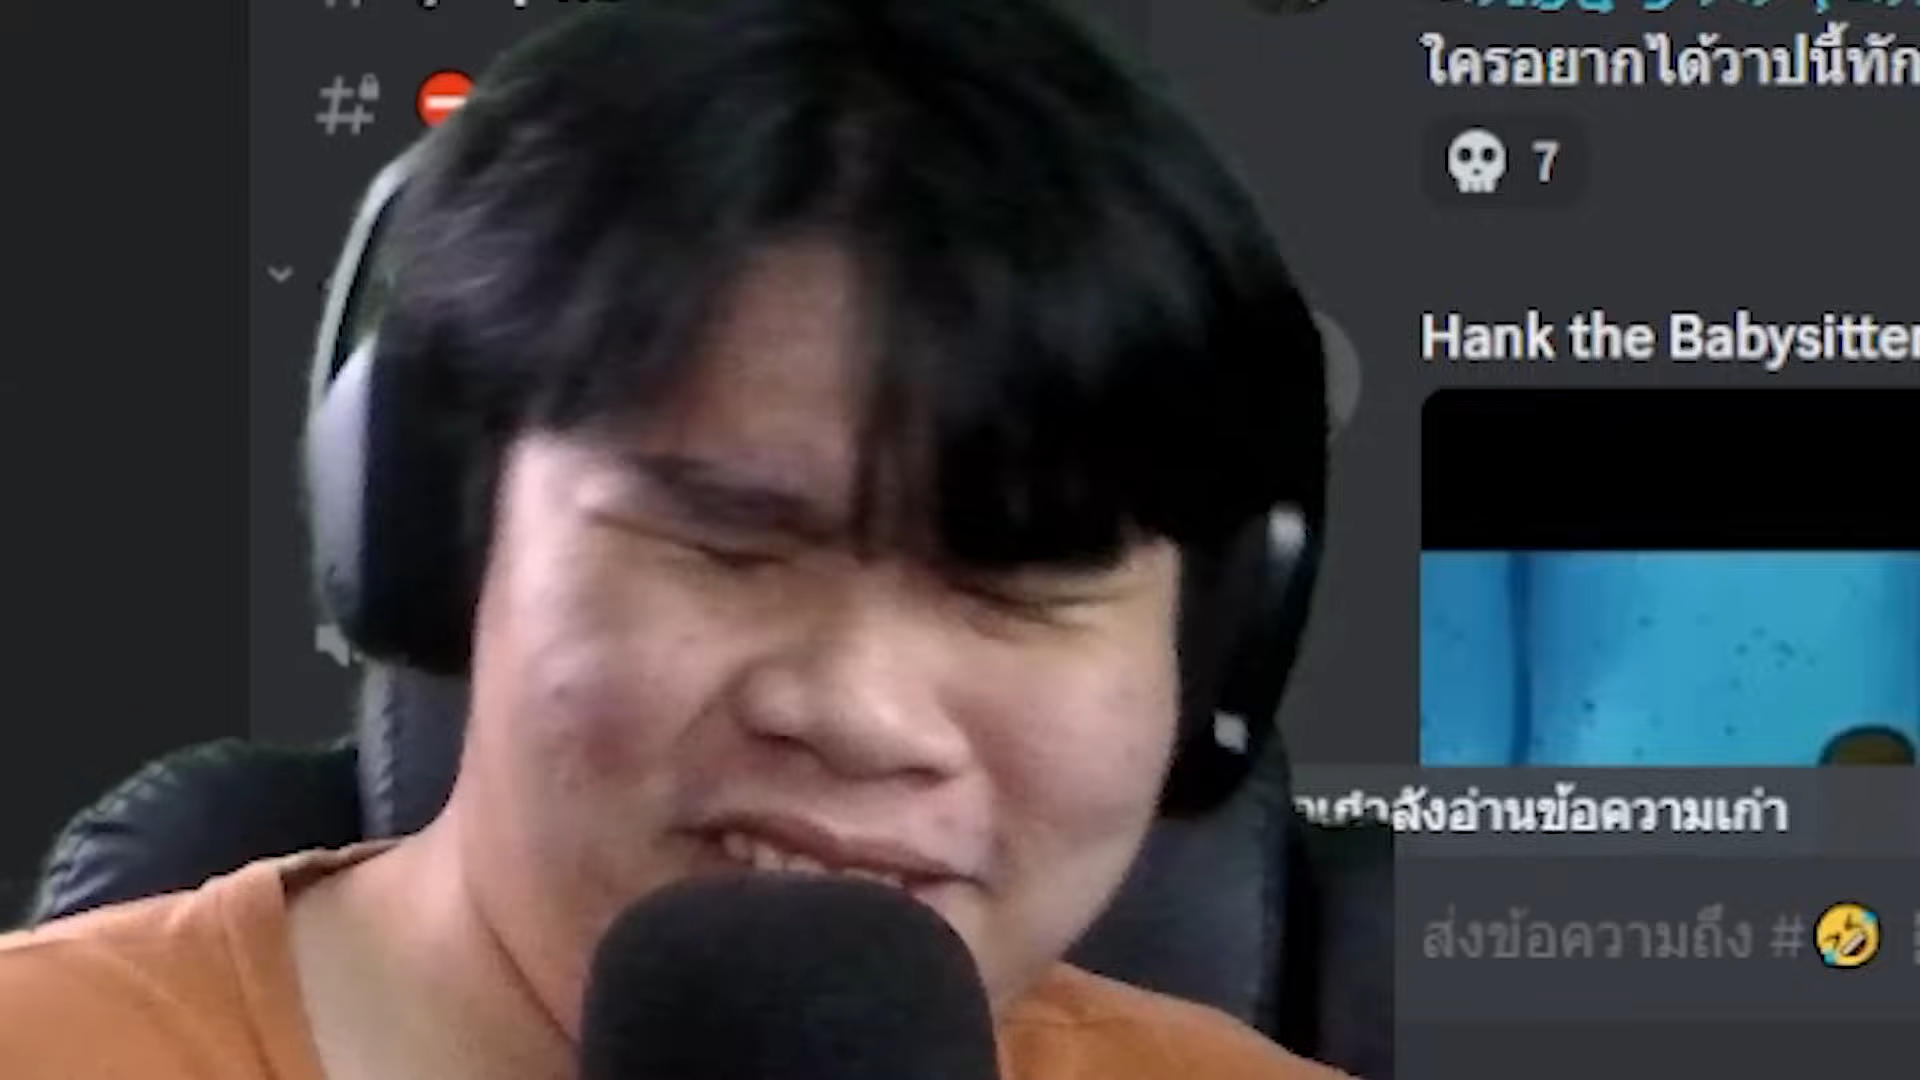 ใครอยากได้วาปนี้ทัก
7
Hank the Babysitter
ลังอ่านข้อความเก่า
ส่งข้อความถึง #🤣